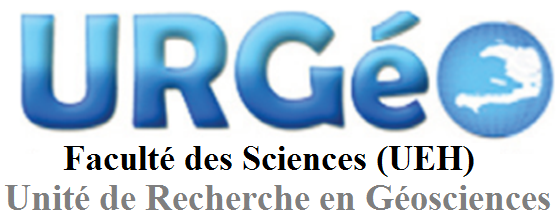 URGéo
Faculté des Sciences (UEH)
Unité de Recherche en Géosciences